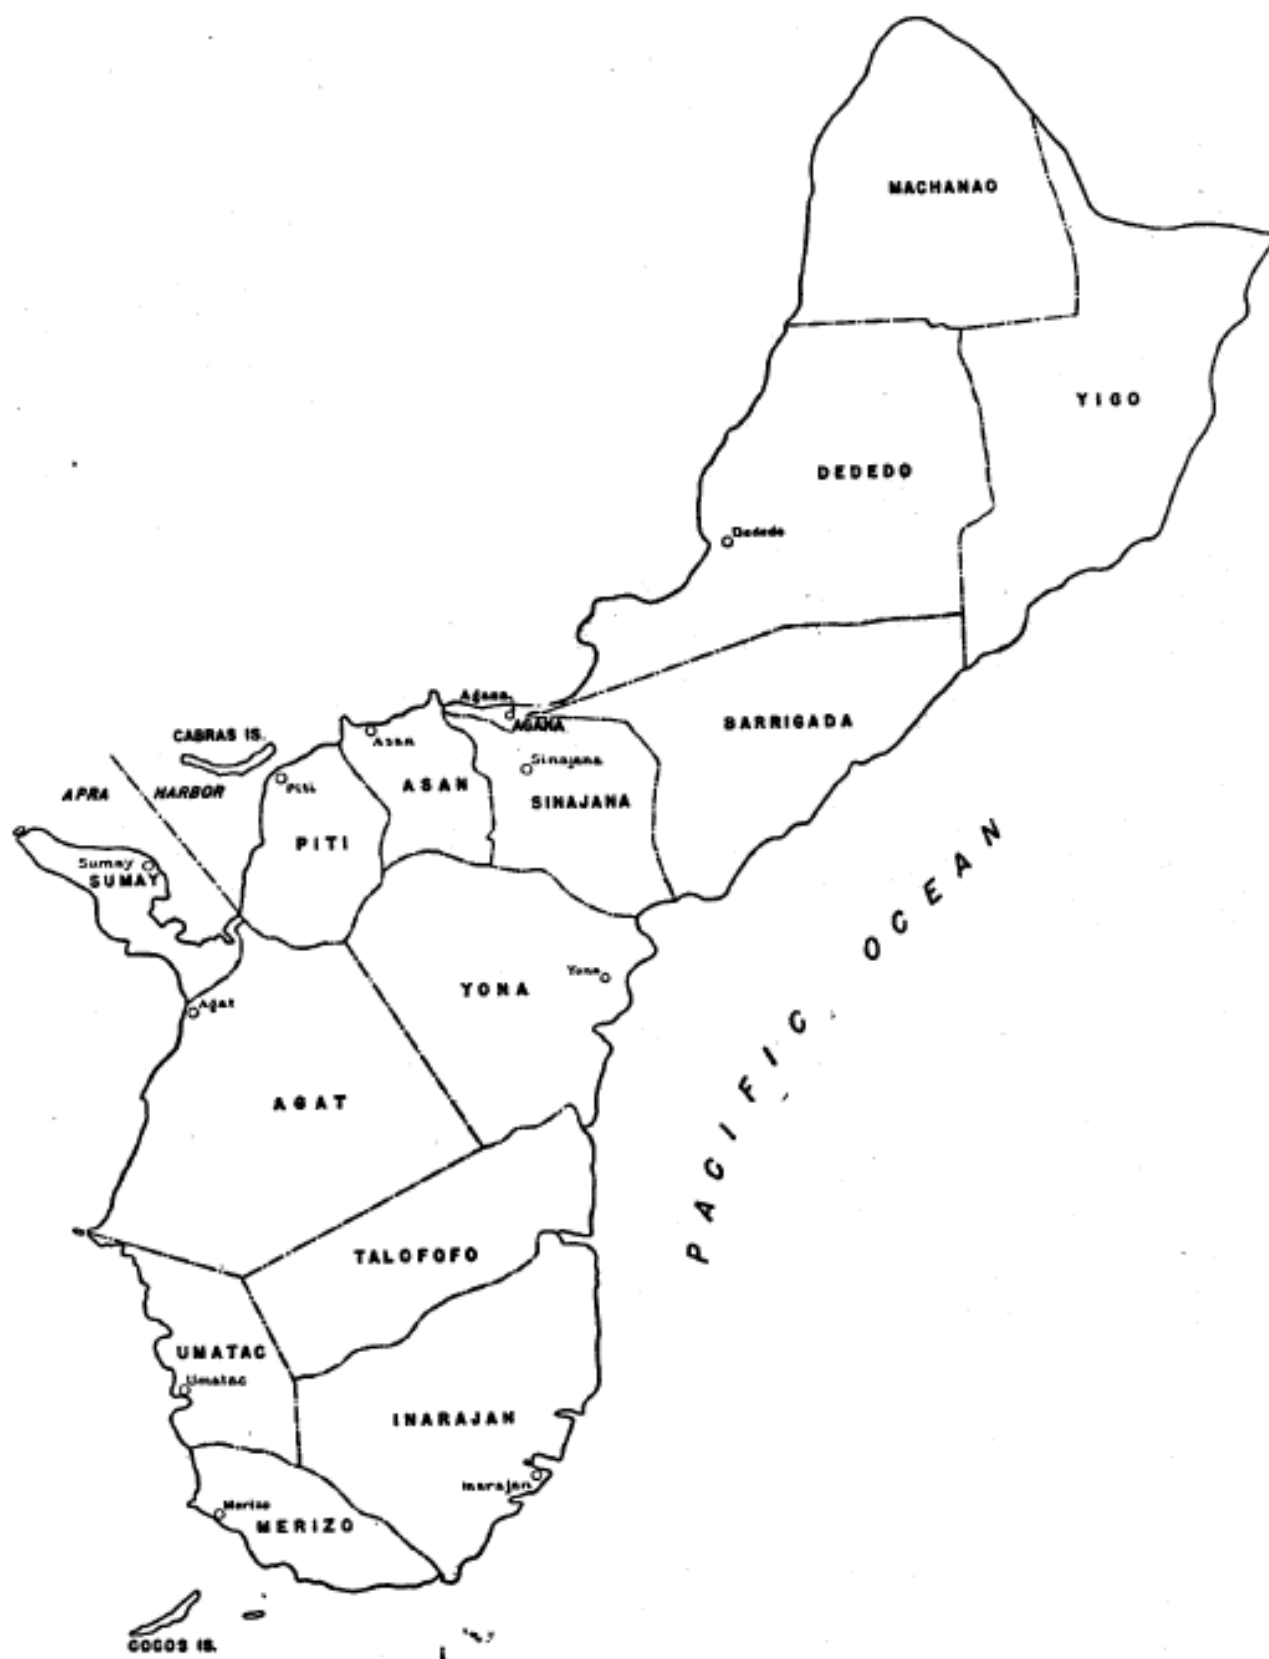 MACHANAO
YIGO
DEDEDO
Dededo
Agana
AGANA
BARRIGADA
CABRAS IS.
Asan
Sinajana
APRA HARBOR
Piti
ASAN
SINAJANA
PITI
Sumay
SUMAY
PACIFIC OCEAN
Yona
YONA
Agat
AGAT
TALOFOFO
UMATAC
Umatac
INARAJAN
Inarajan
Merizo
MERIZO
COCOS IS.